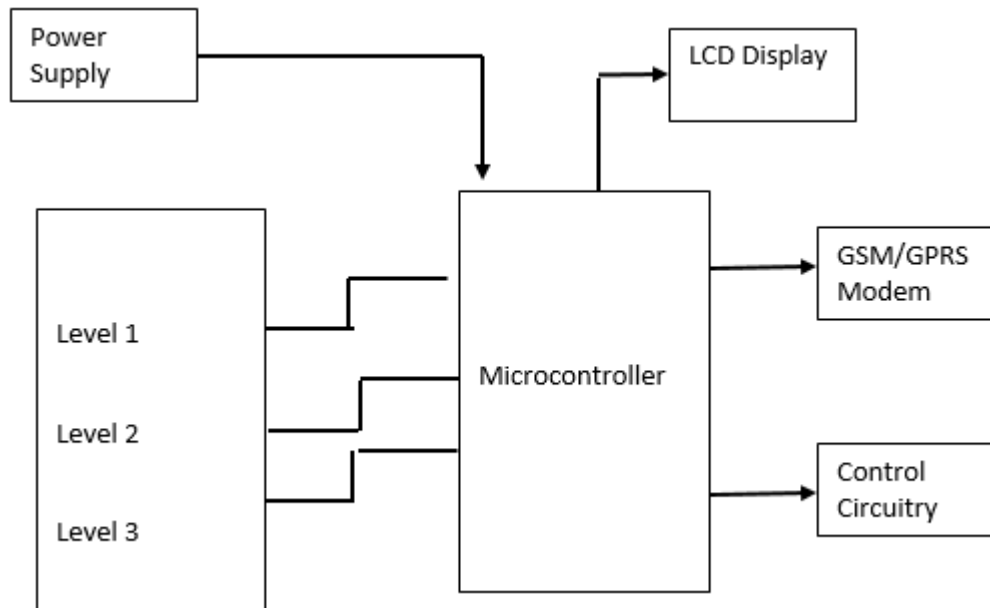 Power
Supply
LCD Display
GSM/GPRS
Modem
Level 1
Microcontroller
Level 2
Control
Circuitry
Level 3